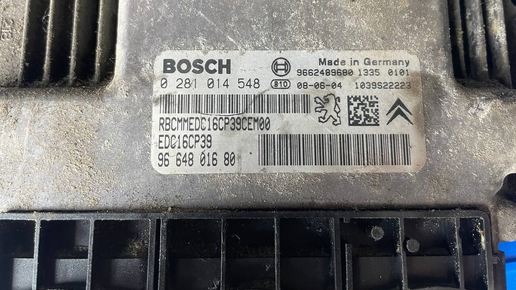 BOSCH
Made in Germany
9662489680 1335 0101
0 281 014 548 810 08-06-04 1039S22223
RBCMMEDC16CP39CEM00
EDC16CP39
96 648 016 80